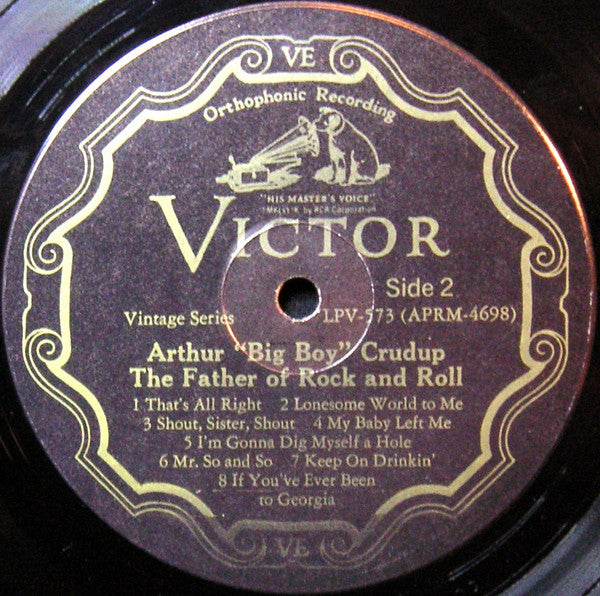 VE
Orthophonic Recording
"HIS MASTER'S VOICE"
by RCA Corporation
VICTOR
Side 2
Vintage Series LPV-573 (APRM-4698)
Arthur "Big Boy" Crudup
The Father of Rock and Roll
1 That's All Right 2 Lonesome World to Me
3 Shout, Sister, Shout 4 My Baby Left Me
5 I'm Gonna Dig Myself a Hole
6 Mr. So and So 7 Keep On Drinkin'
8 If You've Ever Been
to Georgia
VE